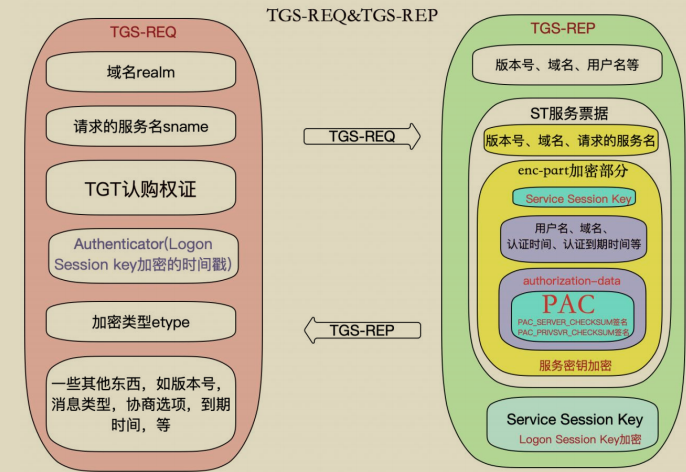 TGS-REQ&TGS-REP
TGS-REQ
域名realm
请求的服务名sname
TGT认购权证
Authenticator(Logon
Session key加密的时间戳)
加密类型etype
一些其他东西，如版本号，
消息类型，协商选项，到期
时间，等
TGS-REQ
TGS-REP
TGS-REP
版本号、域名、用户名等
ST服务票据
版本号、域名、请求的服务名
enc-part加密部分
Service Session Key
用户名、域名、
认证时间、认证到期时间等
authorization-data
PAC
PAC_SERVER_CHECKSUM签名
PAC_PRIVSVR_CHECKSUM签名
服务密钥加密
Service Session Key
Logon Session Key加密